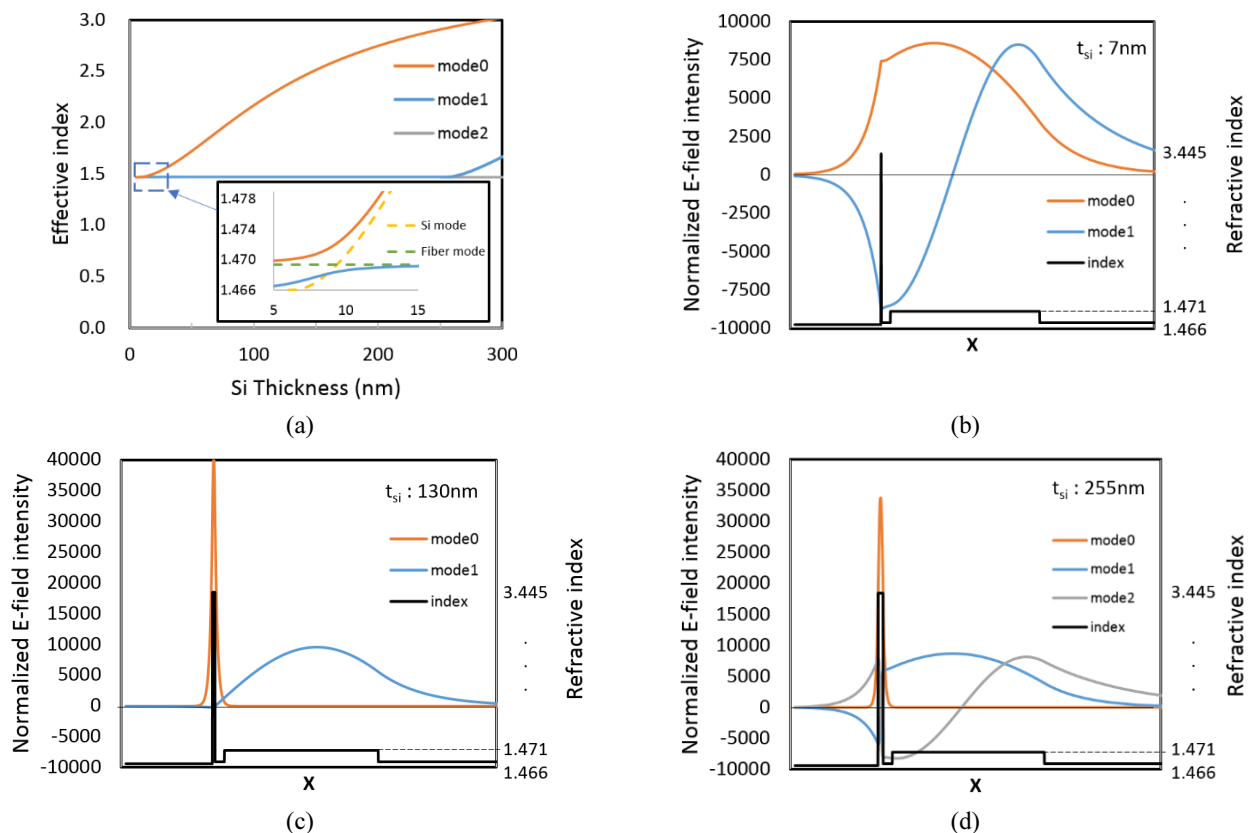 3.0
2.5
2.0
1.5
1.0
0.5
0.0
Effective index
mode0
mode1
mode2
1.478
1.474
1.470
1.466
Si mode
Fiber mode
5
10
15
0
100
200
300
Si Thickness (nm)
(a)
10000
7500
5000
2500
0
-2500
-5000
-7500
-10000
Normalized E-field intensity
tsi : 7nm
mode0
mode1
index
3.445
.
.
.
1.471
1.466
Refractive index
X
(b)
40000
35000
30000
25000
20000
15000
10000
5000
0
-5000
-10000
Normalized E-field intensity
tsi : 130nm
mode0
mode1
index
3.445
.
.
.
1.471
1.466
Refractive index
X
(c)
40000
35000
30000
25000
20000
15000
10000
5000
0
-5000
-10000
Normalized E-field intensity
tsi : 255nm
mode0
mode1
mode2
index
3.445
.
.
.
1.471
1.466
Refractive index
X
(d)